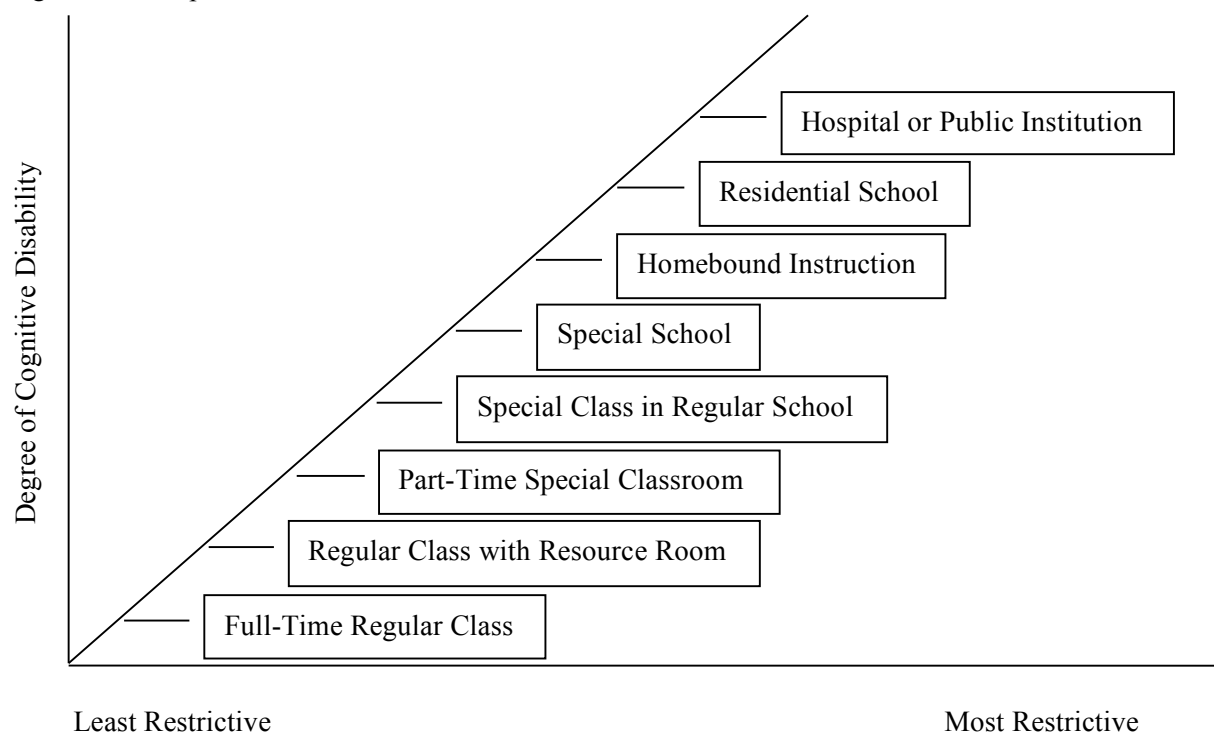 Hospital or Public Institution
Residential School
Homebound Instruction
Special School
Special Class in Regular School
Part-Time Special Classroom
Regular Class with Resource Room
Full-Time Regular Class
Degree of Cognitive Disability
Least Restrictive
Most Restrictive